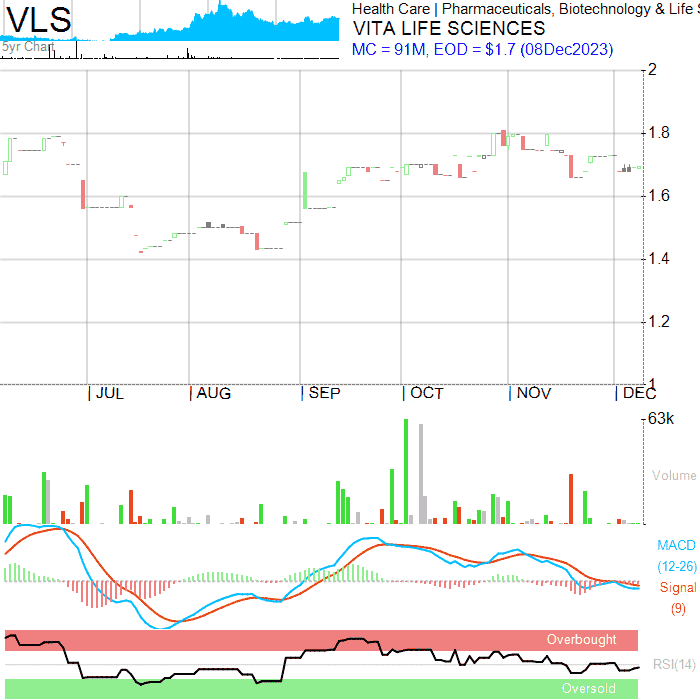 VLS
Health Care | Pharmaceuticals, Biotechnology & Life S
VITA LIFE SCIENCES
MC = 91M, EOD = $1.7 (08Dec2023)
5yr Chart
2
1.8
1.6
1.4
1.2
1
JUL AUG SEP OCT NOV DEC
63k
Volume
MACD
(12-26)
Signal
(9)
Overbought
RSI(14)
Oversold